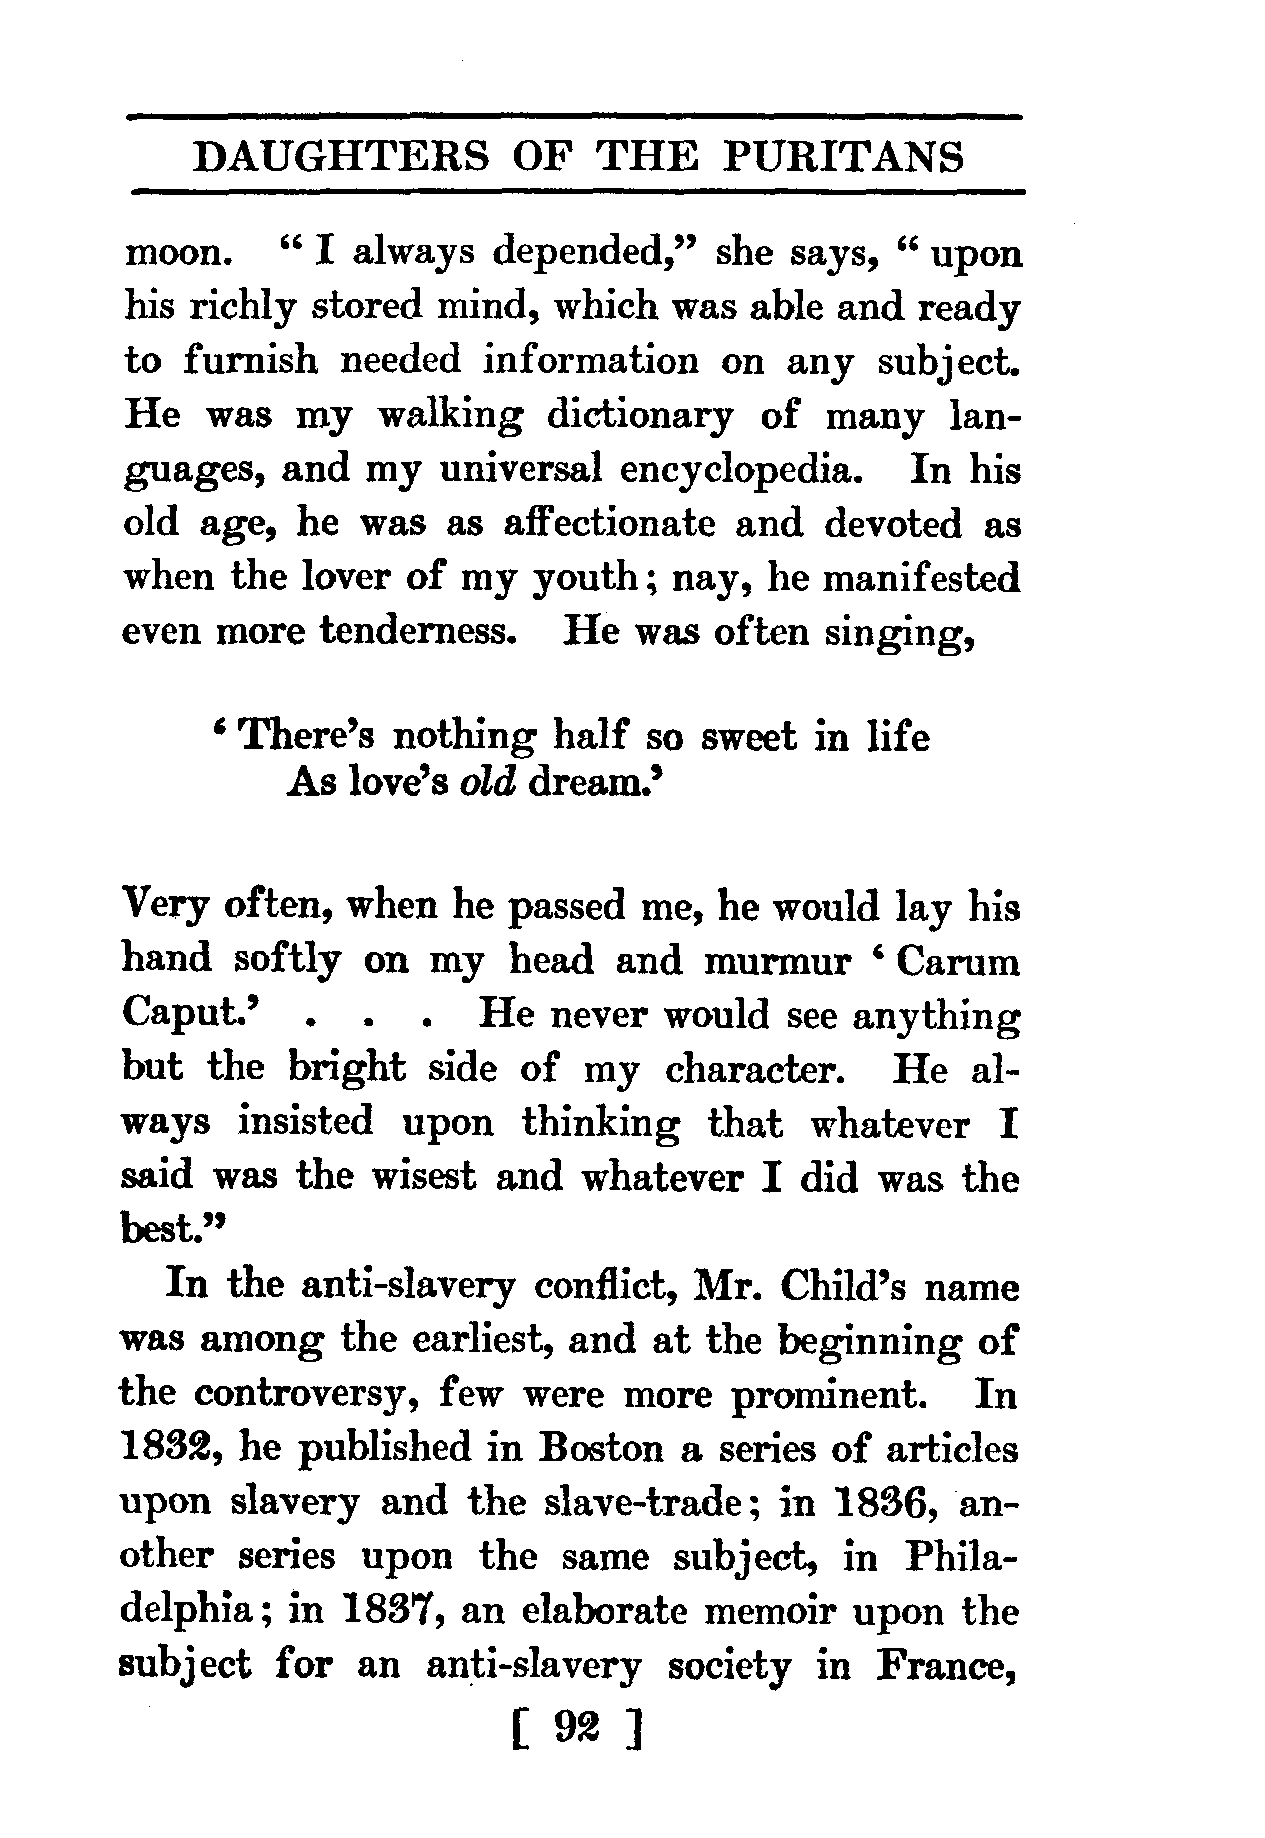 DAUGHTERS OF THE PURITANS
moon. “ I always depended,” she says, “ upon
his richly stored mind, which was able and ready
to furnish needed information on any subject.
He was my walking dictionary of many lan-
guages, and my universal encyclopedia. In his
old age, he was as affectionate and devoted as
when the lover of my youth; nay, he manifested
even more tenderness. He was often singing,
‘ There’s nothing half so sweet in life
As love’s old dream.’
Very often, when he passed me, he would lay his
hand softly on my head and murmur ‘ Carum
Caput.’ . . . He never would see anything
but the bright side of my character. He al-
ways insisted upon thinking that whatever I
said was the wisest and whatever I did was the
best.”
In the anti-slavery conflict, Mr. Child’s name
was among the earliest, and at the beginning of
the controversy, few were more prominent. In
1832, he published in Boston a series of articles
upon slavery and the slave-trade; in 1836, an-
other series upon the same subject, in Phila-
delphia; in 1837, an elaborate memoir upon the
subject for an anti-slavery society in France,
[ 92 ]